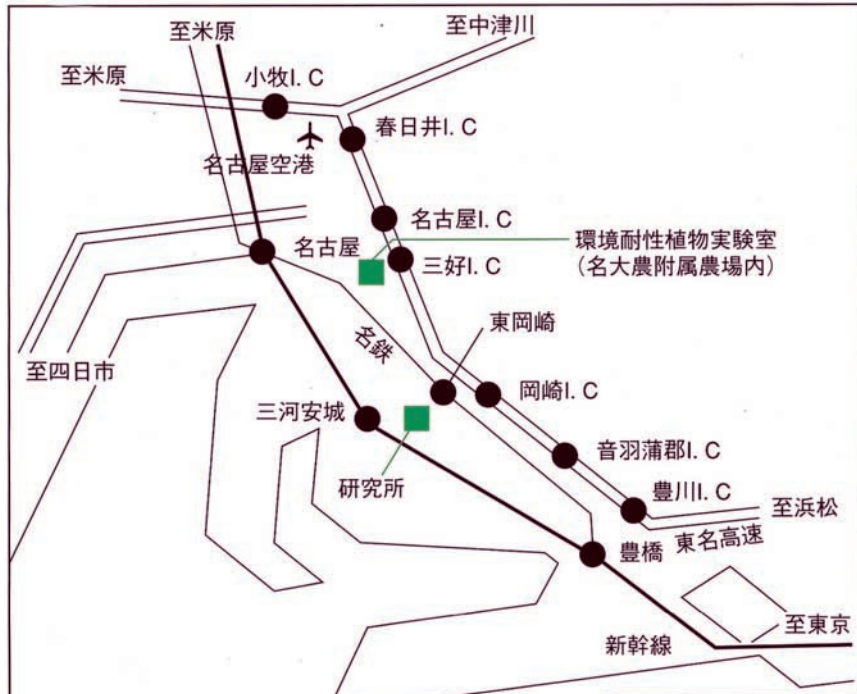 至米原
至中津川
至米原
小牧I. C
春日井I. C
名古屋空港
名古屋I. C
名古屋
環境耐性植物実験室
（名大農附属農場内）
三好I. C
東岡崎
名鉄
至四日市
岡崎I. C
三河安城
音羽蒲郡I. C
研究所
豊川I. C
至浜松
東名高速
豊橋
至東京
新幹線